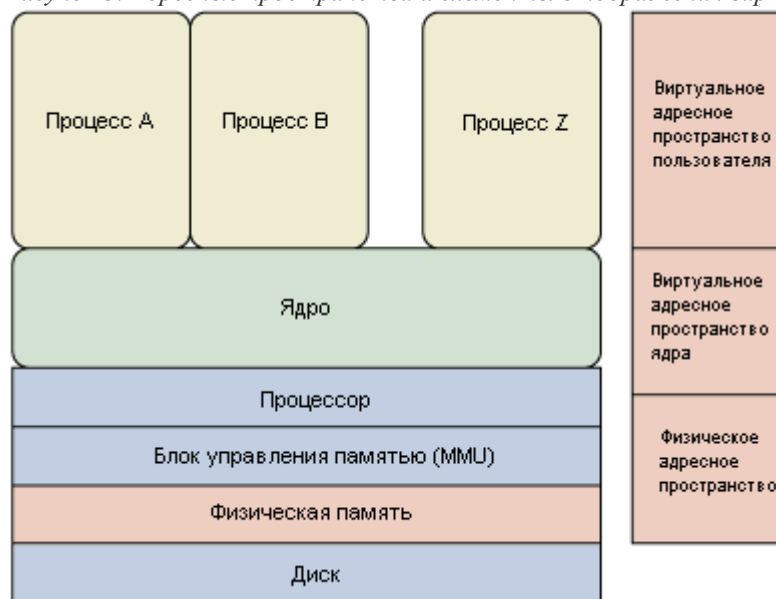 Процесс A
Процесс B
Процесс Z
Виртуальное
адресное
пространство
пользователя
Ядро
Виртуальное
адресное
пространство
ядра
Процессор
Блок управления памятью (MMU)
Физическая память
Диск
Физическое
адресное
пространство